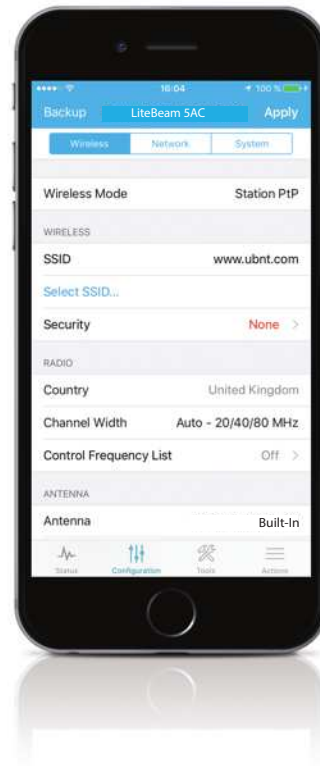 16:04 100 %
Backup LiteBeam 5AC Apply
Wireless Network System
Wireless Mode Station PtP
WIRELESS
SSID www.ubnt.com
Select SSID...
Security None >
RADIO
Country United Kingdom
Channel Width Auto - 20/40/80 MHz
Control Frequency List Off >
ANTENNA
Antenna Built-In
Status Configuration Tools Actions